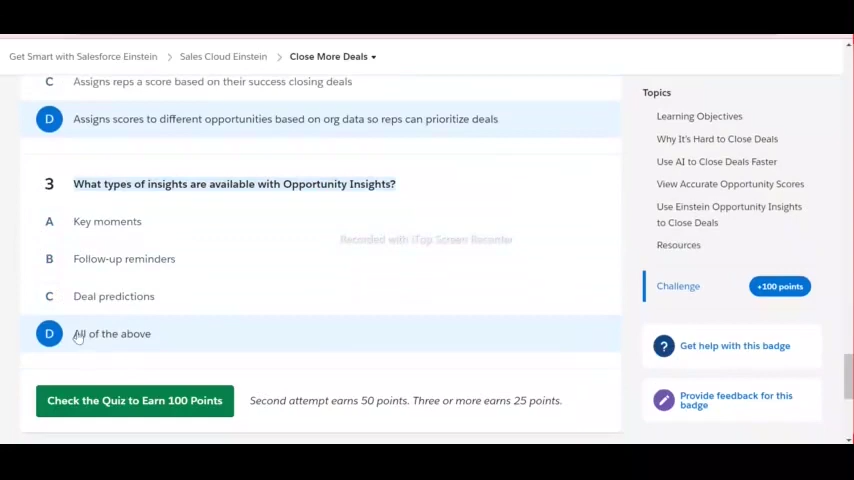 Get Smart with Salesforce Einstein > Sales Cloud Einstein > Close More Deals
C Assigns reps a score based on their success closing deals
D Assigns scores to different opportunities based on org data so reps can prioritize deals
3 What types of insights are available with Opportunity Insights?
A Key moments
B Follow-up reminders
C Deal predictions
D All of the above
Check the Quiz to Earn 100 Points
Second attempt earns 50 points. Three or more earns 25 points.
Recorded with iTop Screen Recorder
Topics
Learning Objectives
Why It's Hard to Close Deals
Use AI to Close Deals Faster
View Accurate Opportunity Scores
Use Einstein Opportunity Insights
to Close Deals
Resources
Challenge
+100 points
? Get help with this badge
Provide feedback for this
badge